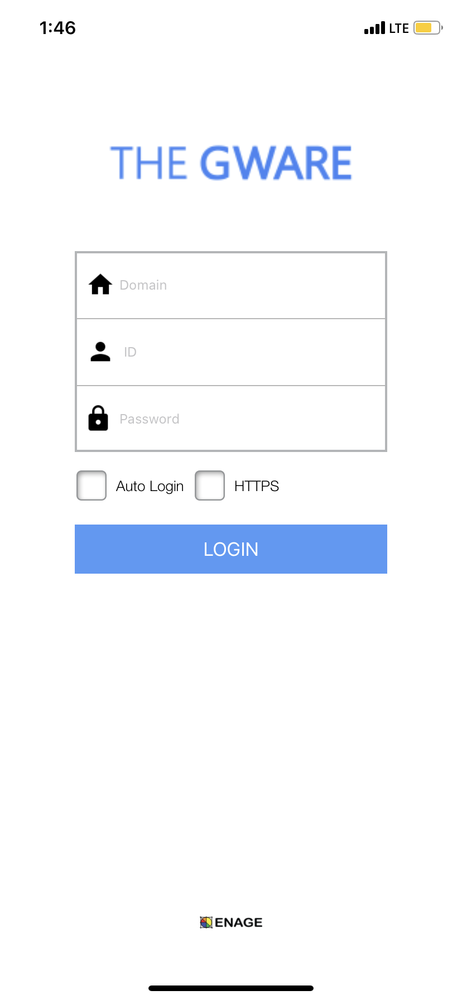 1:46 LTE
THE GWARE
Domain
ID
Password
Auto Login HTTPS
LOGIN
ENAGE